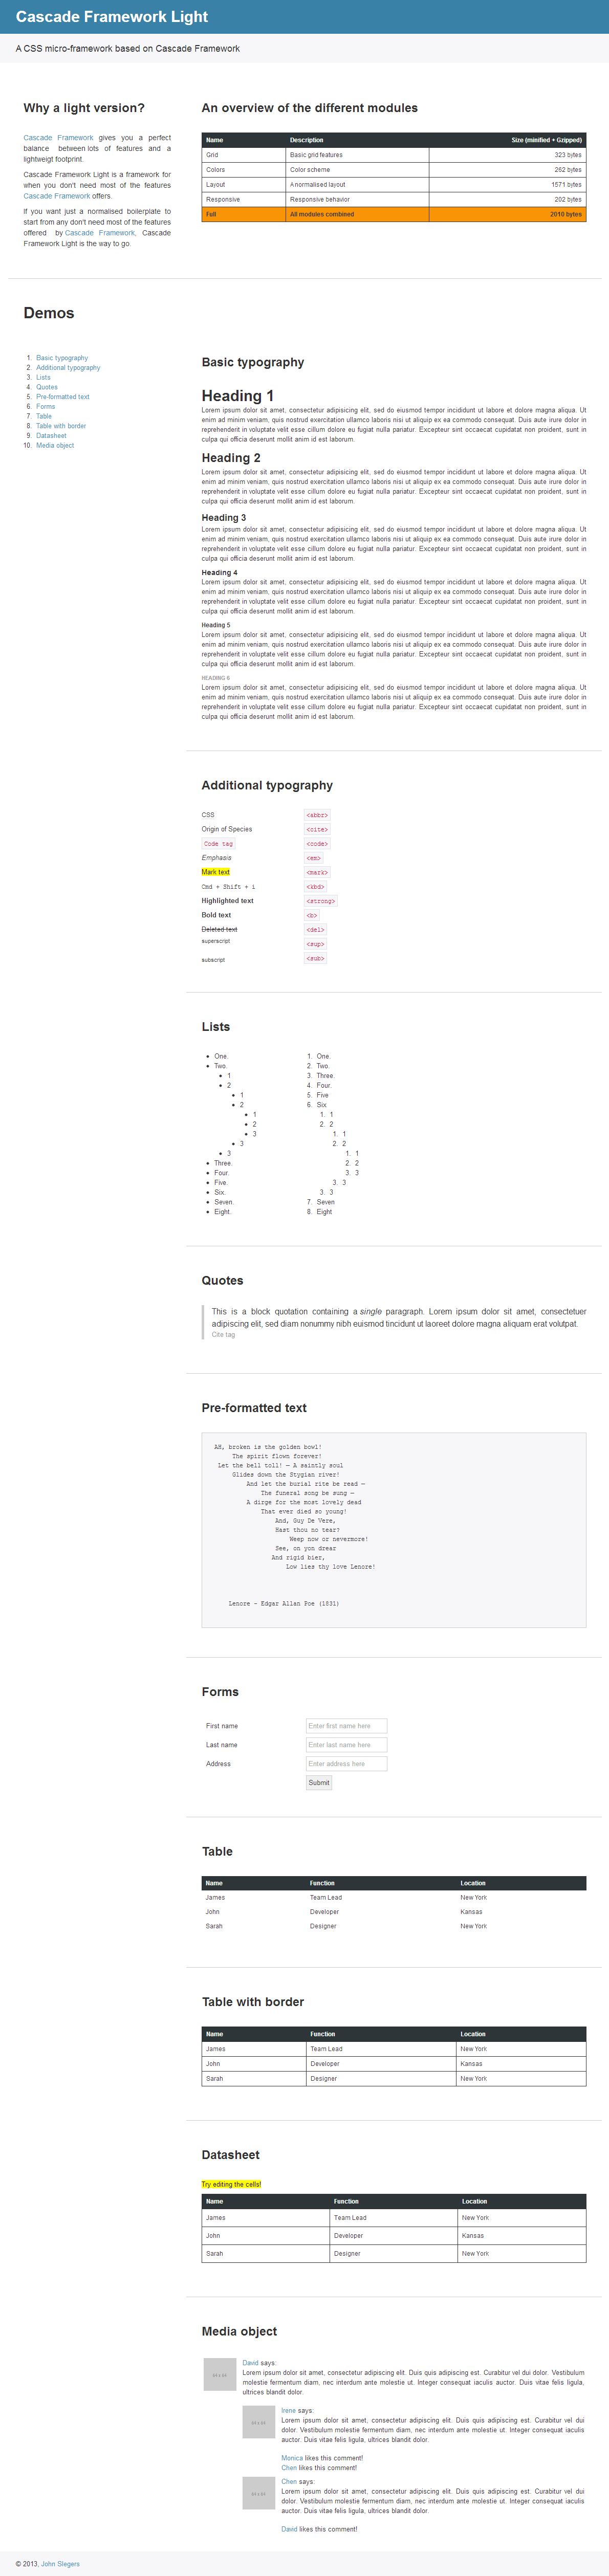 Cascade Framework Light
A CSS micro-framework based on Cascade Framework
Why a light version?
Cascade Framework gives you a perfect
balance between lots of features and a
lightweigt footprint.
Cascade Framework Light is a framework for
when you don't need most of the features
Cascade Framework offers.
If you want just a normalised boilerplate to
start from any don't need most of the features
offered by Cascade Framework, Cascade
Framework Light is the way to go.
An overview of the different modules
Name Description Size (minified + Gzipped)
Grid Basic grid features 323 bytes
Colors Color scheme 262 bytes
Layout A normalised layout 1571 bytes
Responsive Responsive behavior 202 bytes
Full All modules combined 2010 bytes
Demos
1. Basic typography
2. Additional typography
3. Lists
4. Quotes
5. Pre-formatted text
6. Forms
7. Table
8. Table with border
9. Datasheet
10. Media object
Basic typography
Heading 1
Lorem ipsum dolor sit amet, consectetur adipisicing elit, sed do eiusmod tempor incididunt ut labore et dolore magna aliqua. Ut
enim ad minim veniam, quis nostrud exercitation ullamco laboris nisi ut aliquip ex ea commodo consequat. Duis aute irure dolor in
reprehenderit in voluptate velit esse cillum dolore eu fugiat nulla pariatur. Excepteur sint occaecat cupidatat non proident, sunt in
culpa qui officia deserunt mollit anim id est laborum.
Heading 2
Lorem ipsum dolor sit amet, consectetur adipisicing elit, sed do eiusmod tempor incididunt ut labore et dolore magna aliqua. Ut
enim ad minim veniam, quis nostrud exercitation ullamco laboris nisi ut aliquip ex ea commodo consequat. Duis aute irure dolor in
reprehenderit in voluptate velit esse cillum dolore eu fugiat nulla pariatur. Excepteur sint occaecat cupidatat non proident, sunt in
culpa qui officia deserunt mollit anim id est laborum.
Heading 3
Lorem ipsum dolor sit amet, consectetur adipisicing elit, sed do eiusmod tempor incididunt ut labore et dolore magna aliqua. Ut
enim ad minim veniam, quis nostrud exercitation ullamco laboris nisi ut aliquip ex ea commodo consequat. Duis aute irure dolor in
reprehenderit in voluptate velit esse cillum dolore eu fugiat nulla pariatur. Excepteur sint occaecat cupidatat non proident, sunt in
culpa qui officia deserunt mollit anim id est laborum.
Heading 4
Lorem ipsum dolor sit amet, consectetur adipisicing elit, sed do eiusmod tempor incididunt ut labore et dolore magna aliqua. Ut
enim ad minim veniam, quis nostrud exercitation ullamco laboris nisi ut aliquip ex ea commodo consequat. Duis aute irure dolor in
reprehenderit in voluptate velit esse cillum dolore eu fugiat nulla pariatur. Excepteur sint occaecat cupidatat non proident, sunt in
culpa qui officia deserunt mollit anim id est laborum.
Heading 5
Lorem ipsum dolor sit amet, consectetur adipisicing elit, sed do eiusmod tempor incididunt ut labore et dolore magna aliqua. Ut
enim ad minim veniam, quis nostrud exercitation ullamco laboris nisi ut aliquip ex ea commodo consequat. Duis aute irure dolor in
reprehenderit in voluptate velit esse cillum dolore eu fugiat nulla pariatur. Excepteur sint occaecat cupidatat non proident, sunt in
culpa qui officia deserunt mollit anim id est laborum.
HEADING 6
Lorem ipsum dolor sit amet, consectetur adipisicing elit, sed do eiusmod tempor incididunt ut labore et dolore magna aliqua. Ut
enim ad minim veniam, quis nostrud exercitation ullamco laboris nisi ut aliquip ex ea commodo consequat. Duis aute irure dolor in
reprehenderit in voluptate velit esse cillum dolore eu fugiat nulla pariatur. Excepteur sint occaecat cupidatat non proident, sunt in
culpa qui officia deserunt mollit anim id est laborum.
Additional typography
CSS <abbr>
Origin of Species <cite>
Code tag <code>
Emphasis <em>
Mark text <mark>
Cmd + Shift + i <kbd>
Highlighted text <strong>
Bold text <b>
Deleted text <del>
superscript <sup>
subscript <sub>
Lists
• One.
• Two.
• 1
• 2
• 1
• 2
• 1
• 2
• 3
• 3
• 3
• Three.
• Four.
• Five.
• Six.
• Seven.
• Eight.
1. One.
2. Two.
3. Three.
4. Four.
5. Five
6. Six
1. 1
2. 2
1. 1
2. 2
1. 1
2. 2
3. 3
3. 3
3. 3
7. Seven
8. Eight
Quotes
This is a block quotation containing a single paragraph. Lorem ipsum dolor sit amet, consectetuer
adipiscing elit, sed diam nonummy nibh euismod tincidunt ut laoreet dolore magna aliquam erat volutpat.
Cite tag
Pre-formatted text
AH, broken is the golden bowl!
The spirit flown forever!
Let the bell toll! — A saintly soul
Glides down the Stygian river!
And let the burial rite be read —
The funeral song be sung —
A dirge for the most lovely dead
That ever died so young!
And, Guy De Vere,
Hast thou no tear?
Weep now or nevermore!
See, on yon drear
And rigid bier,
Low lies thy love Lenore!
Lenore - Edgar Allan Poe (1831)
Forms
First name Enter first name here
Last name Enter last name here
Address Enter address here
Submit
Table
Name Function Location
James Team Lead New York
John Developer Kansas
Sarah Designer New York
Table with border
Name Function Location
James Team Lead New York
John Developer Kansas
Sarah Designer New York
Datasheet
Try editing the cells!
Name Function Location
James Team Lead New York
John Developer Kansas
Sarah Designer New York
Media object
64 x 64
David says:
Lorem ipsum dolor sit amet, consectetur adipiscing elit. Duis quis adipiscing est. Curabitur vel dui dolor. Vestibulum
molestie fermentum diam, nec interdum ante molestie ut. Integer consequat iaculis auctor. Duis vitae felis ligula,
ultrices blandit dolor.
64 x 64
Irene says:
Lorem ipsum dolor sit amet, consectetur adipiscing elit. Duis quis adipiscing est. Curabitur vel dui
dolor. Vestibulum molestie fermentum diam, nec interdum ante molestie ut. Integer consequat iaculis
auctor. Duis vitae felis ligula, ultrices blandit dolor.
Monica likes this comment!
Chen likes this comment!
64 x 64
Chen says:
Lorem ipsum dolor sit amet, consectetur adipiscing elit. Duis quis adipiscing est. Curabitur vel dui
dolor. Vestibulum molestie fermentum diam, nec interdum ante molestie ut. Integer consequat iaculis
auctor. Duis vitae felis ligula, ultrices blandit dolor.
David likes this comment!
© 2013, John Slegers